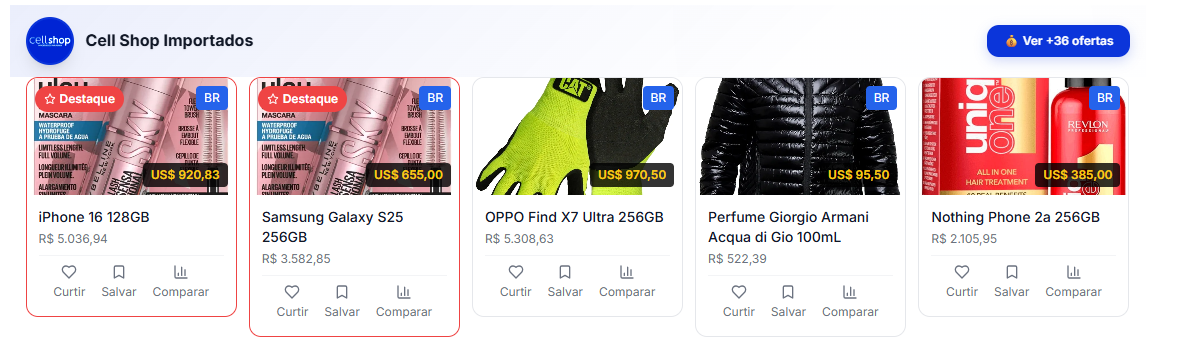 cellshop
Cell Shop Importados
Ver +36 ofertas
Destaque
BR
MASCARA
WATERPROOF
HYDROFUGE
A PRUEBA DE AGUA
LIMITLESS LENGTH.
FULL VOLUME.
LONGUEUR ILLIMITÉE,
PLEIN VOLUME.
ALARGAMIENTO
US$ 920,83
iPhone 16 128GB
R$ 5.036,94
Curtir
Salvar
Comparar
Destaque
BR
MASCARA
WATERPROOF
HYDROFUGE
A PRUEBA DE AGUA
LIMITLESS LENGTH.
FULL VOLUME.
LONGUEUR ILLIMITÉE,
PLEIN VOLUME.
ALARGAMIENTO
US$ 655,00
Samsung Galaxy S25
256GB
R$ 3.582,85
Curtir
Salvar
Comparar
CAT
BR
US$ 970,50
OPPO Find X7 Ultra 256GB
R$ 5.308,63
Curtir
Salvar
Comparar
BR
US$ 95,50
Perfume Giorgio Armani
Acqua di Gio 100mL
R$ 522,39
Curtir
Salvar
Comparar
BR
uniq
one
REVLON
PROFESSIONAL
ALL IN ONE
HAIR TREATMENT
1
US$ 385,00
Nothing Phone 2a 256GB
R$ 2.105,95
Curtir
Salvar
Comparar